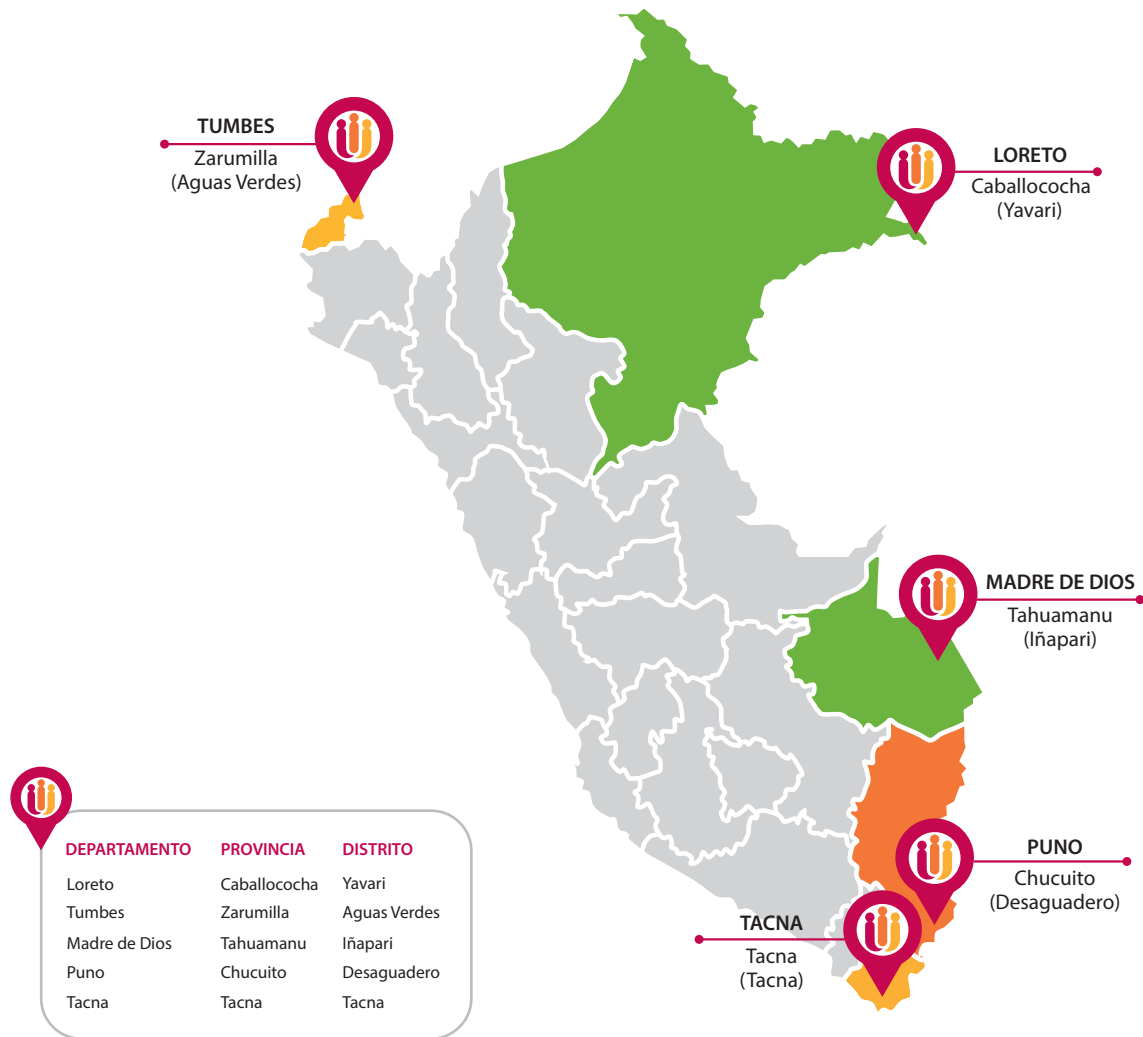 TUMBES
Zarumilla
(Aguas Verdes)
LORETO
Caballococha
(Yavari)
MADRE DE DIOS
Tahuamanu
(Iñapari)
PUNO
Chucuito
(Desaguadero)
TACNA
Tacna
(Tacna)
DEPARTAMENTO PROVINCIA DISTRITO
Loreto Caballococha Yavari
Tumbes Zarumilla Aguas Verdes
Madre de Dios Tahuamanu Iñapari
Puno Chucuito Desaguadero
Tacna Tacna Tacna